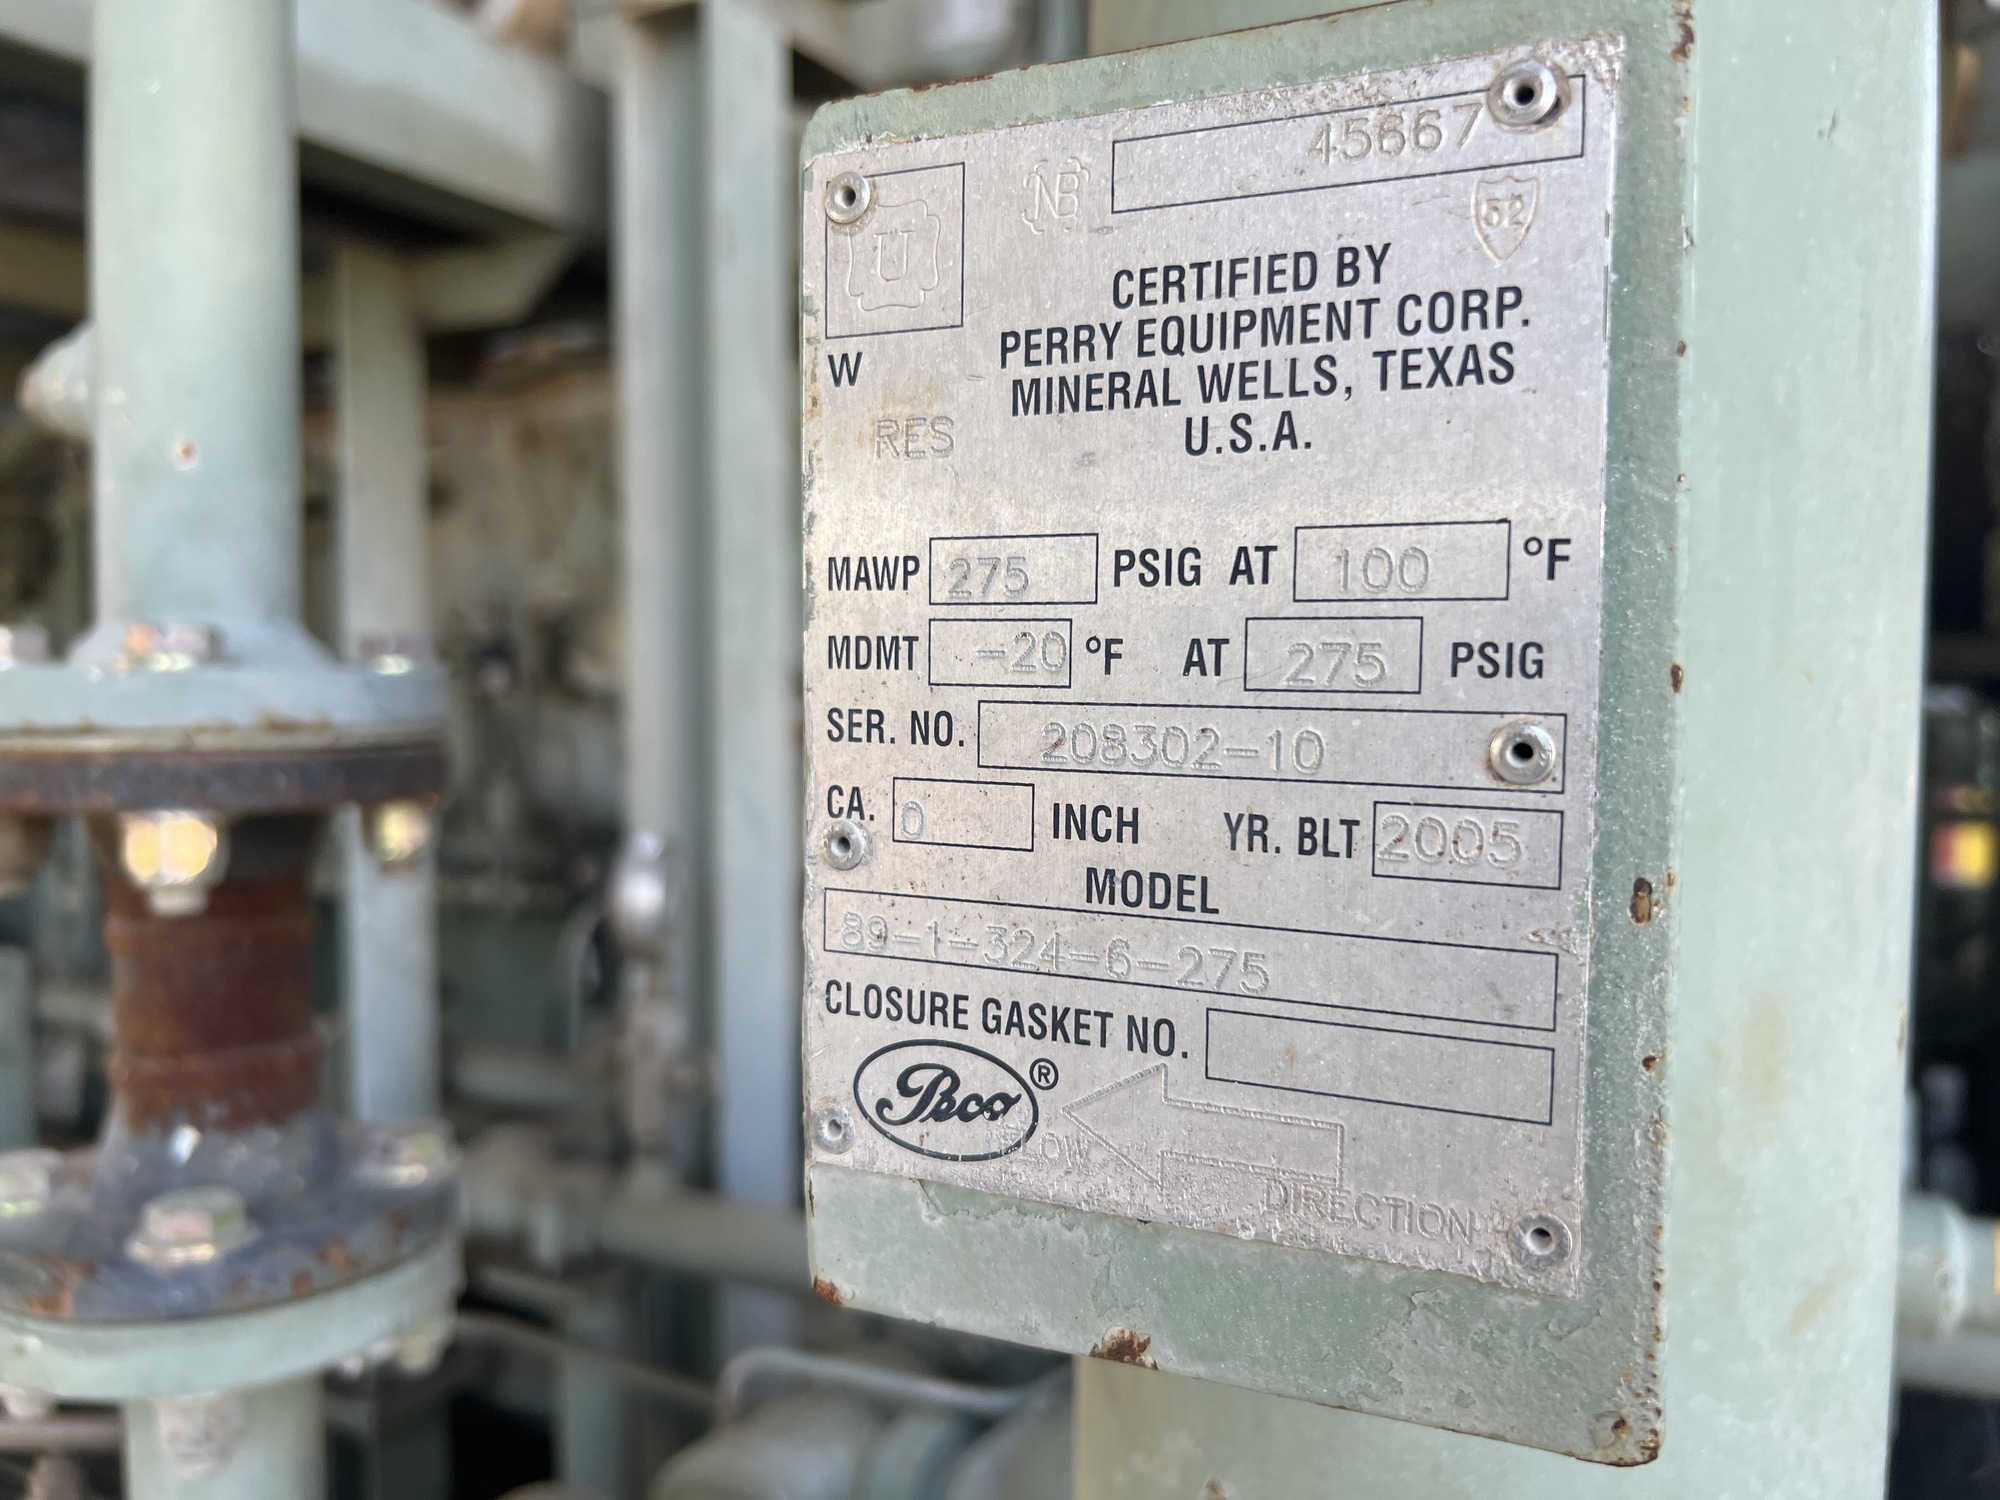 45667
U
NB
52
CERTIFIED BY
PERRY EQUIPMENT CORP.
MINERAL WELLS, TEXAS
U.S.A.
W
RES
MAWP 275 PSIG AT 100 °F
MDMT -20 °F AT 275 PSIG
SER. NO. 208302-10
CA. 0 INCH YR. BLT 2005
MODEL
89-1-324-6-275
CLOSURE GASKET NO.
Peco ®
FLOW
DIRECTION